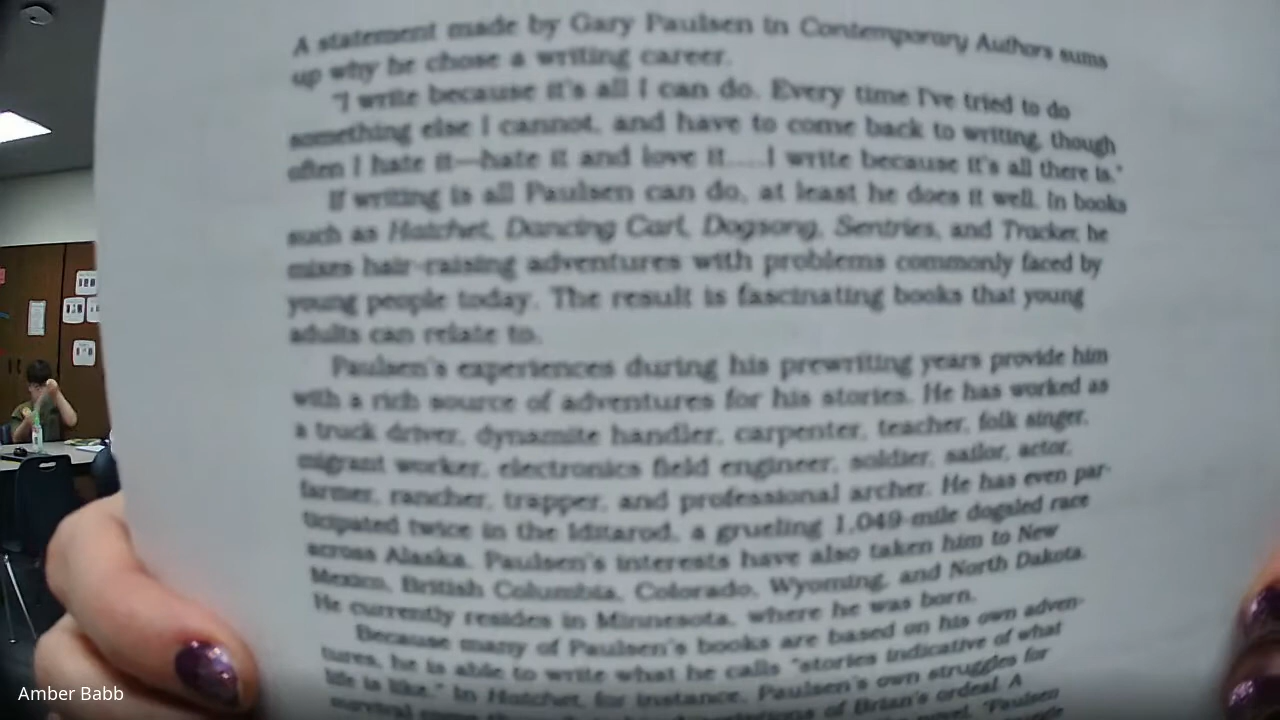 A statement made by Gary Paulsen in Contemporary Authors sums
up why he chose a writing career.
"I write because it's all I can do. Every time I've tried to do
something else I cannot, and have to come back to writing, though
often I hate it—hate it and love it....I write because it's all there is."
If writing is all Paulsen can do, at least he does it well. In books
such as Hatchet, Dancing Carl, Dogsong, Sentries, and Tracker, he
mixes hair-raising adventures with problems commonly faced by
young people today. The result is fascinating books that young
adults can relate to.
Paulsen's experiences during his prewriting years provide him
with a rich source of adventures for his stories. He has worked as
a truck driver, dynamite handler, carpenter, teacher, folk singer,
migrant worker, electronics field engineer, soldier, sailor, actor,
farmer, rancher, trapper, and professional archer. He has even par-
ticipated twice in the Iditarod, a grueling 1,049-mile dogsled race
across Alaska. Paulsen's interests have also taken him to New
Mexico, British Columbia, Colorado, Wyoming, and North Dakota.
He currently resides in Minnesota, where he was born.
Because many of Paulsen's books are based on his own adven-
tures, he is able to write what he calls "stories indicative of what
life is like." In Hatchet, for instance, Paulsen's own struggles for
survival of Brian's ordeal. A
novel, "Paulsen
Amber Babb